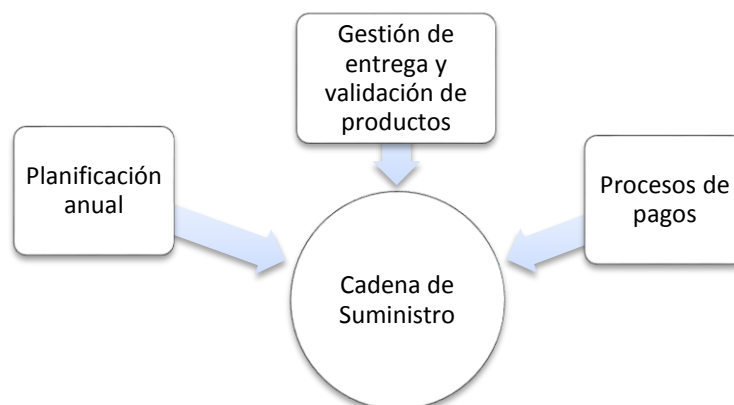 Gestión de
entrega y
validación de
productos
Planificación
anual
Procesos de
pagos
Cadena de
Suministro